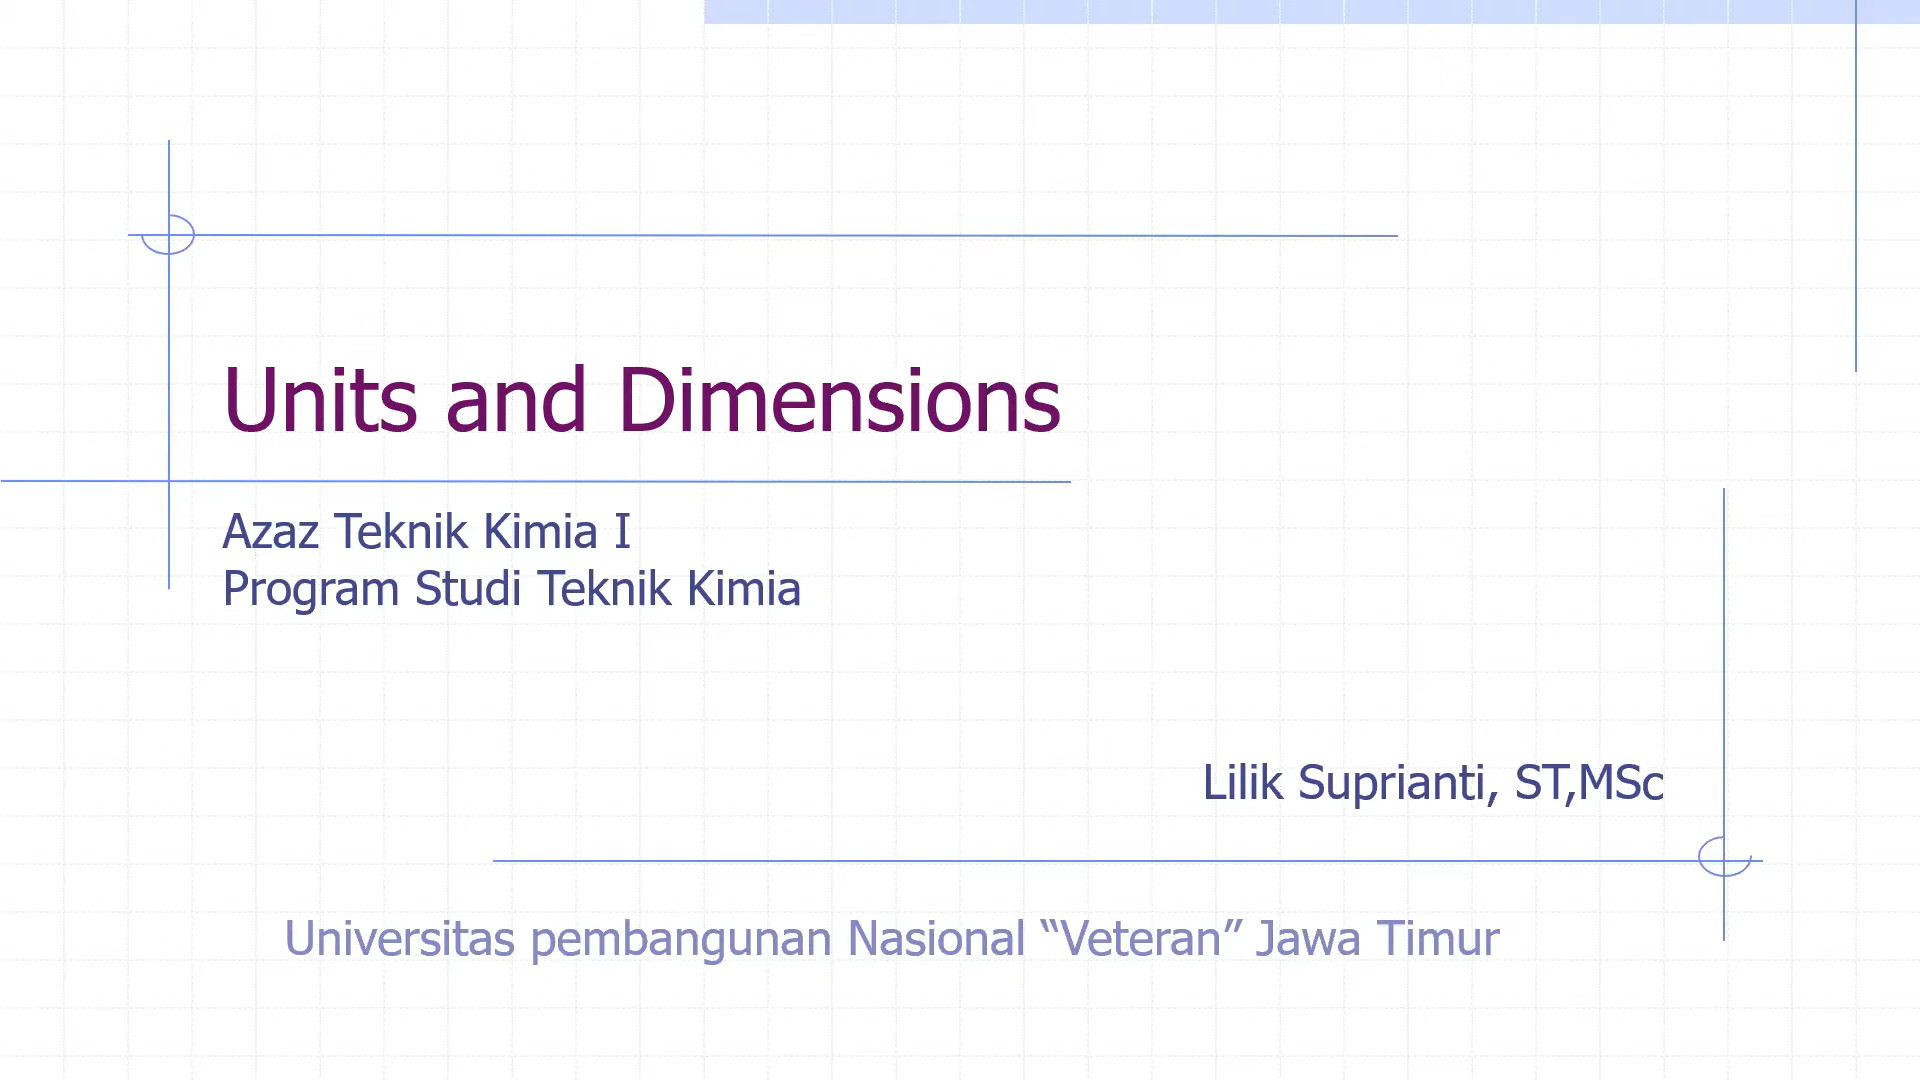 Units and Dimensions
Azaz Teknik Kimia I
Program Studi Teknik Kimia
Lilik Suprianti, ST,MSc
Universitas pembangunan Nasional “Veteran” Jawa Timur